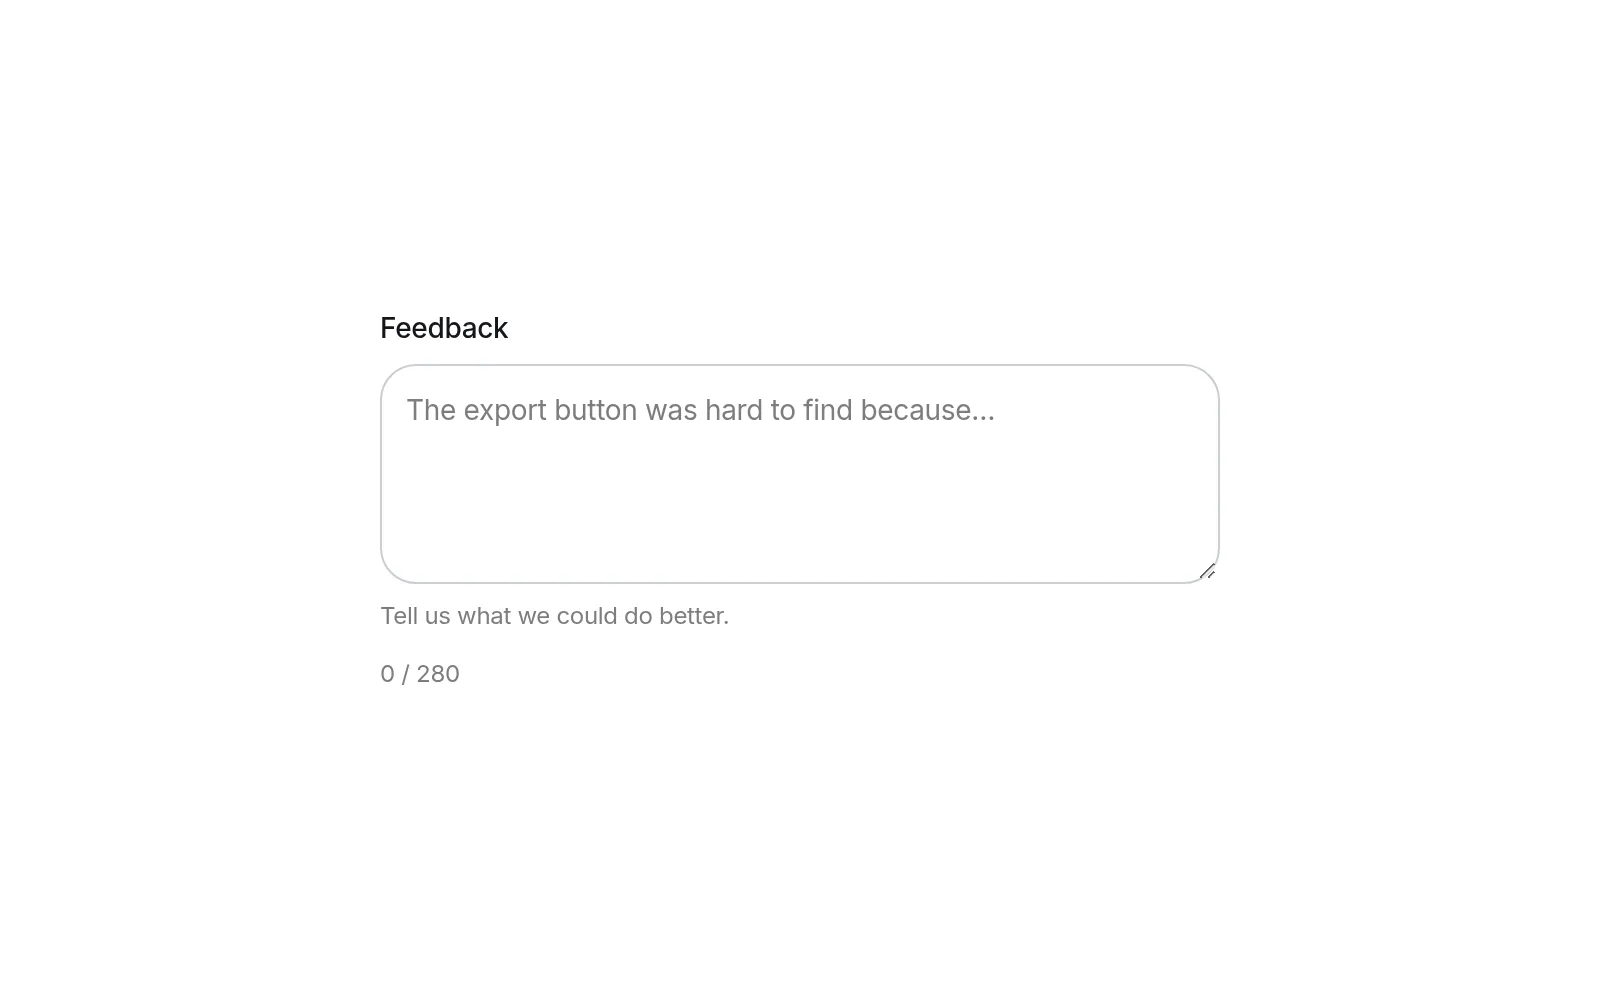 Feedback
The export button was hard to find because...
Tell us what we could do better.
0 / 280